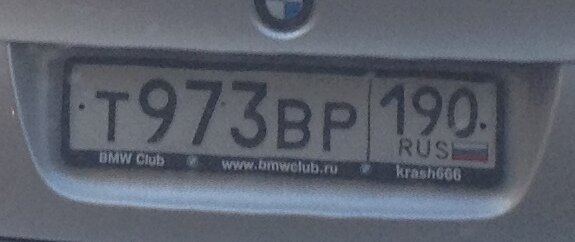 Т973ВР 190
RUS
BMW Club www.bmwclub.ru krash666